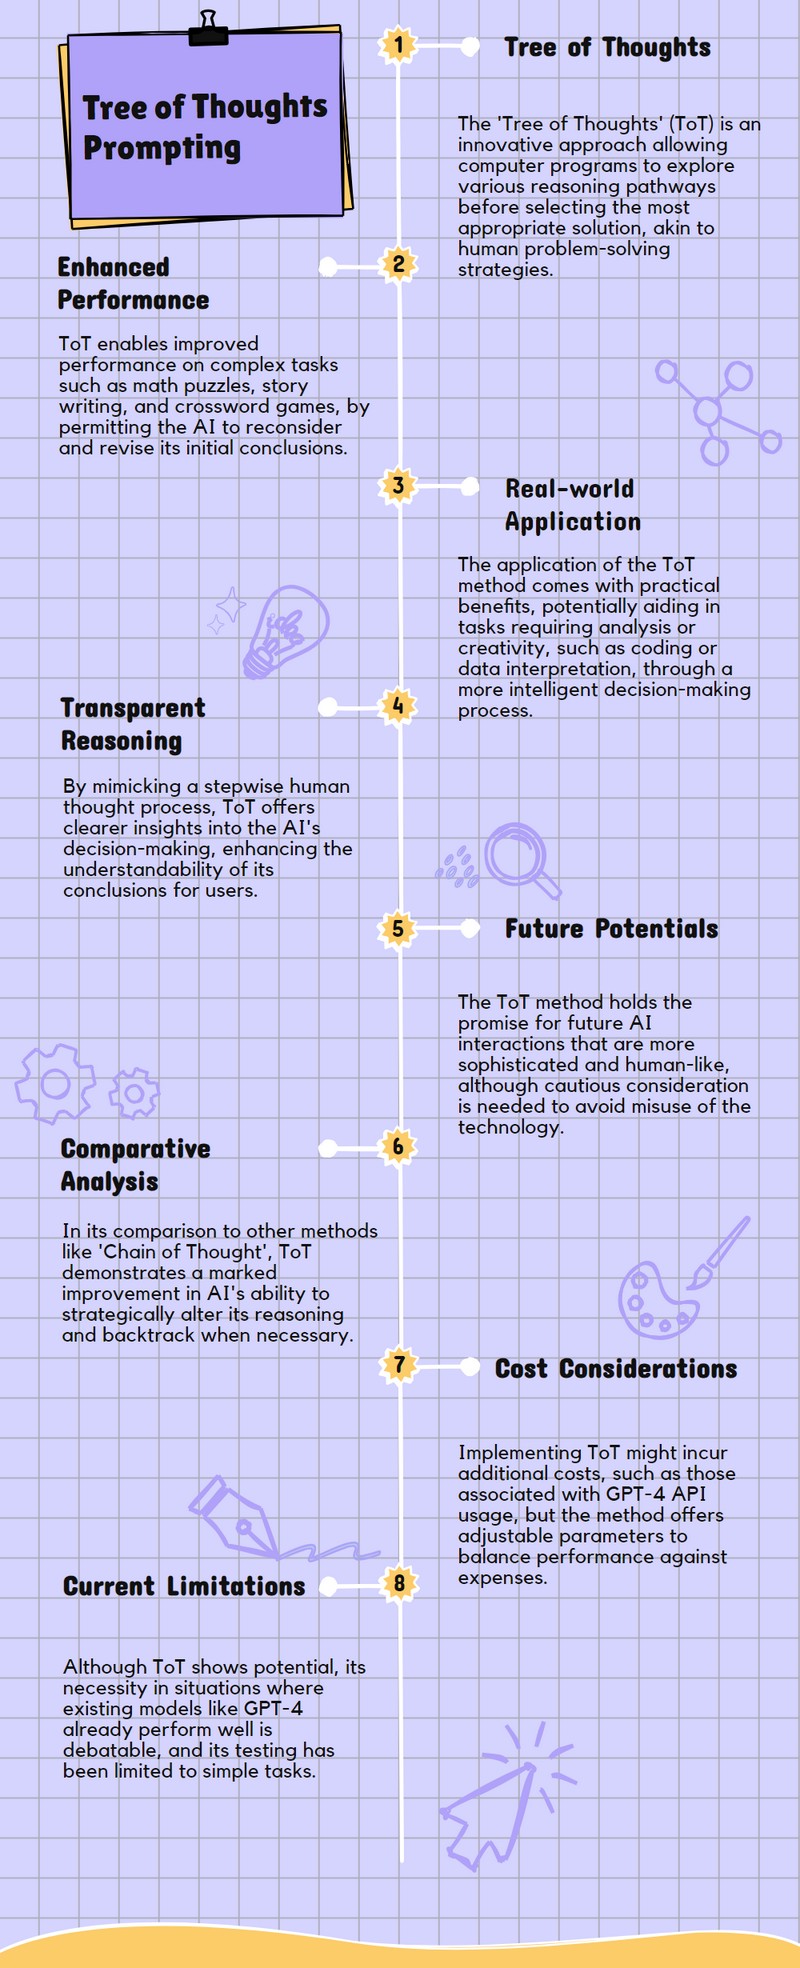 Tree of Thoughts
Prompting
1
Tree of Thoughts
The 'Tree of Thoughts' (ToT) is an
innovative approach allowing
computer programs to explore
various reasoning pathways
before selecting the most
appropriate solution, akin to
human problem-solving
strategies.
2
Enhanced
Performance
ToT enables improved
performance on complex tasks
such as math puzzles, story
writing, and crossword games, by
permitting the AI to reconsider
and revise its initial conclusions.
3
Real-world
Application
The application of the ToT
method comes with practical
benefits, potentially aiding in
tasks requiring analysis or
creativity, such as coding or
data interpretation, through a
more intelligent decision-making
process.
4
Transparent
Reasoning
By mimicking a stepwise human
thought process, ToT offers
clearer insights into the AI's
decision-making, enhancing the
understandability of its
conclusions for users.
5
Future Potentials
The ToT method holds the
promise for future AI
interactions that are more
sophisticated and human-like,
although cautious consideration
is needed to avoid misuse of the
technology.
6
Comparative
Analysis
In its comparison to other methods
like 'Chain of Thought', ToT
demonstrates a marked
improvement in AI's ability to
strategically alter its reasoning
and backtrack when necessary.
7
Cost Considerations
Implementing ToT might incur
additional costs, such as those
associated with GPT-4 API
usage, but the method offers
adjustable parameters to
balance performance against
expenses.
8
Current Limitations
Although ToT shows potential, its
necessity in situations where
existing models like GPT-4
already perform well is
debatable, and its testing has
been limited to simple tasks.